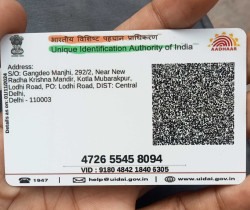 भारतीय विशिष्ट पहचान प्राधिकरण
Unique Identification Authority of India
AADHAAR
Address:
S/O: Gangdeo Manjhi, 292/2, Near New
Radha Krishna Mandir, Kotla Mubarakpur,
Lodhi Road, PO: Lodhi Road, DIST: Central
Delhi,
Delhi - 110003
4726 5545 8094
VID : 9180 4842 1840 6305
1947
help@uidai.gov.in
www.uidai.gov.in